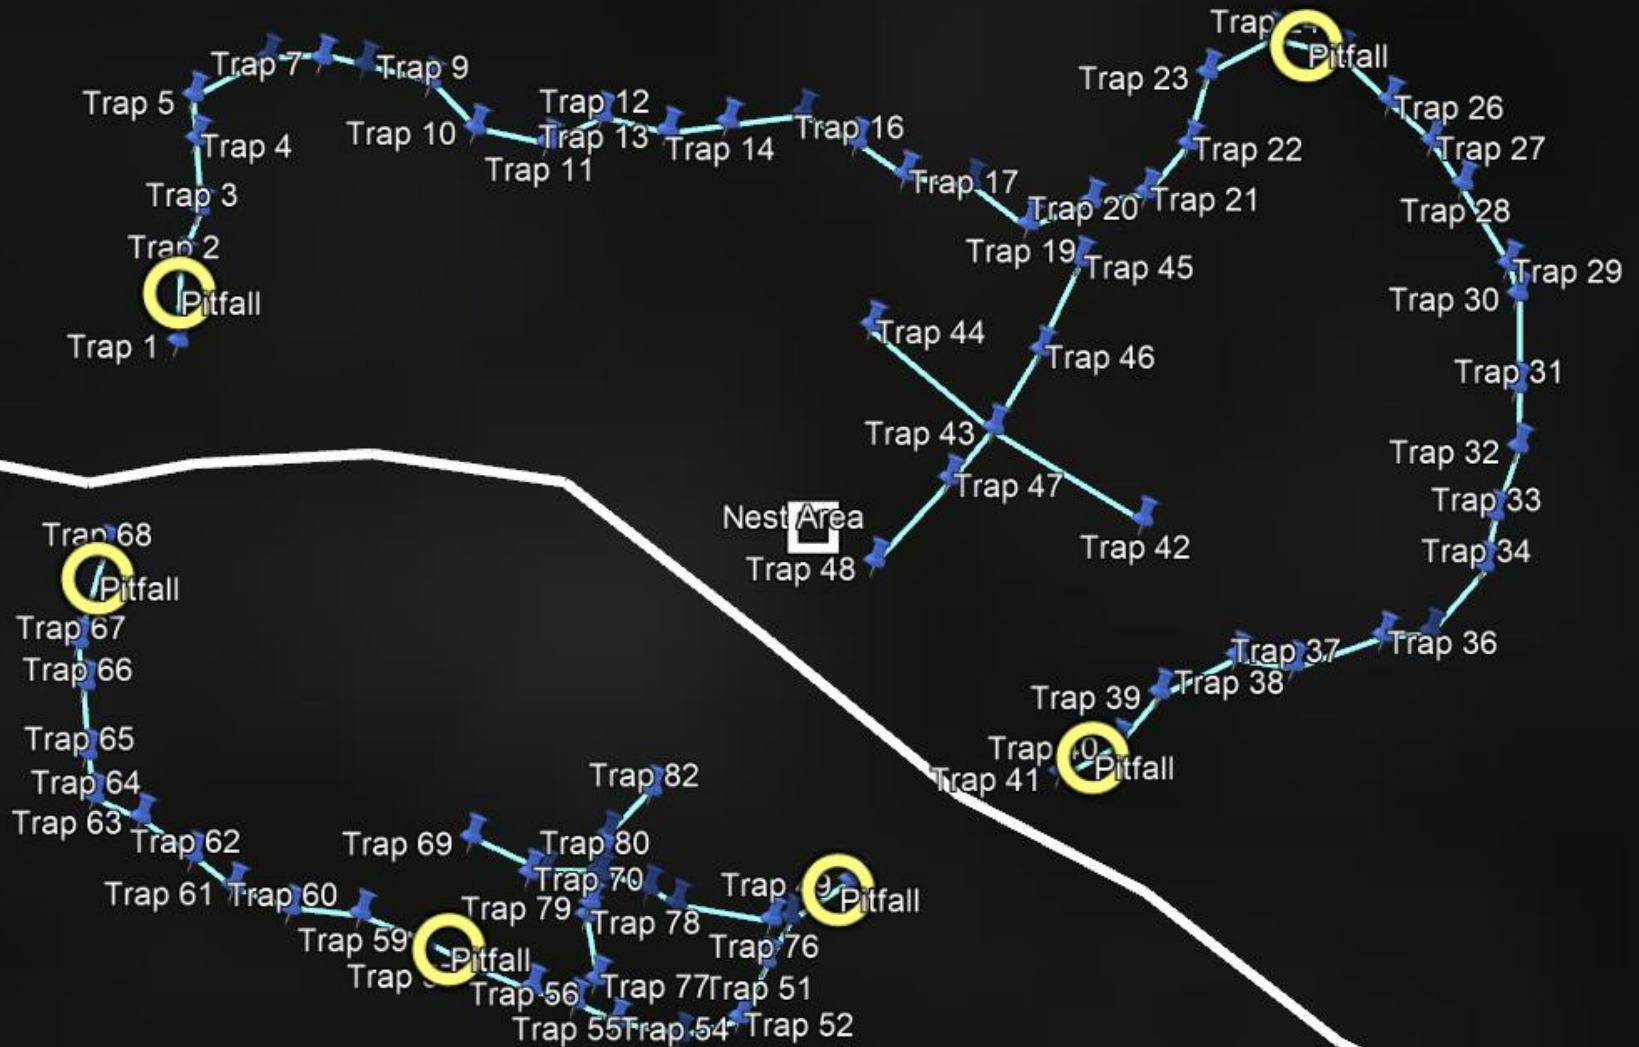 Trap
Pitfall
Trap 7
Trap 9
Trap 23
Trap 5
Trap 12
Trap 26
Trap 10
Trap 13
Trap 16
Trap 4
Trap 14
Trap 22
Trap 27
Trap 11
Trap 17
Trap 3
Trap 21
Trap 20
Trap 28
Trap 2
Trap 19
Trap 45
Trap 29
Pitfall
Trap 30
Trap 44
Trap 1
Trap 46
Trap 31
Trap 43
Trap 32
Trap 47
Trap 33
Nest Area
Trap 68
Trap 42
Trap 34
Trap 48
Pitfall
Trap 67
Trap 36
Trap 37
Trap 66
Trap 38
Trap 39
Trap 65
Trap 40
Pitfall
Trap 82
Trap 41
Trap 64
Trap 63
Trap 62
Trap 69
Trap 80
Trap 70
Trap 49
Trap 61
Trap 60
Pitfall
Trap 79
Trap 78
Trap 59
Trap 76
Pitfall
Trap
Trap 56
Trap 77
Trap 51
Trap 55
Trap 54
Trap 52